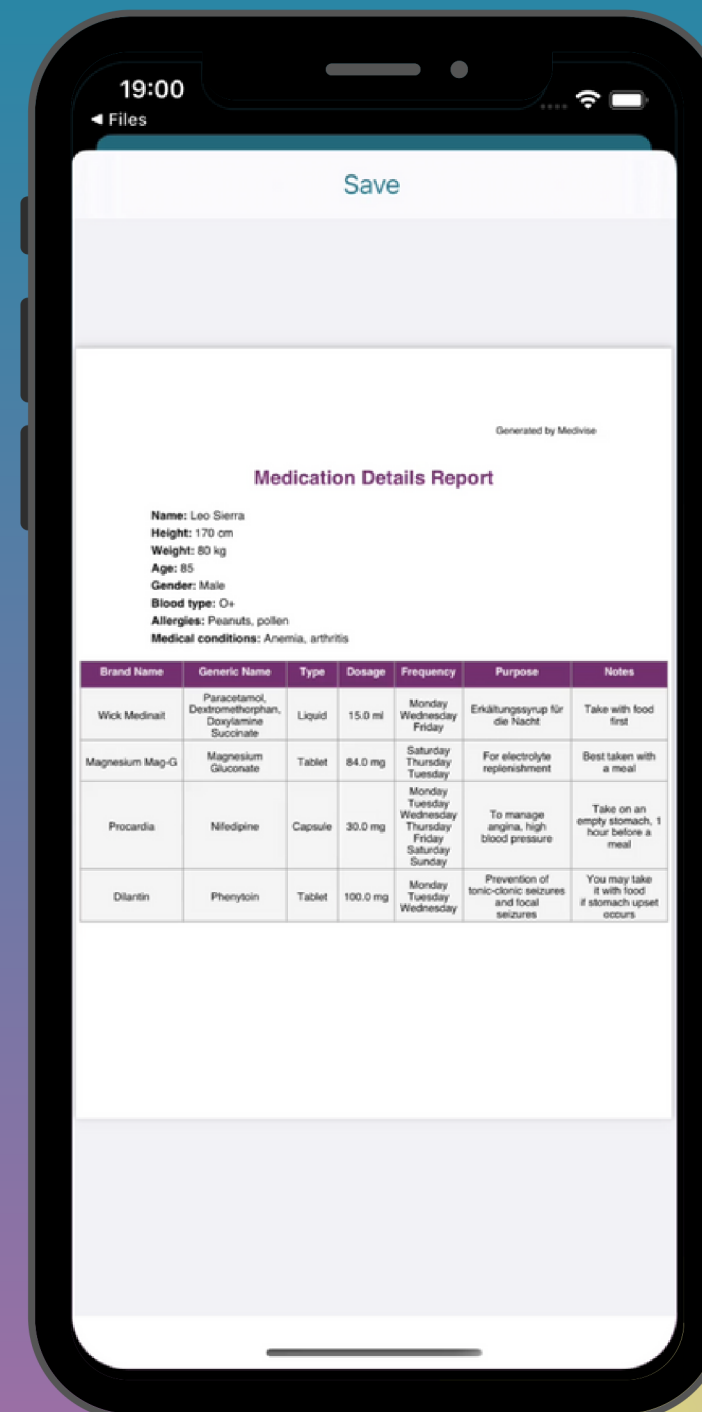 19:00
◀ Files
Save
Generated by Medivise
Medication Details Report
Name: Leo Sierra
Height: 170 cm
Weight: 80 kg
Age: 85
Gender: Male
Blood type: O+
Allergies: Peanuts, pollen
Medical conditions: Anemia, arthritis
Brand Name Generic Name Type Dosage Frequency Purpose Notes
Wick Medinait
Paracetamol,
Dextromethorphan,
Doxylamine
Succinate
Liquid
15.0 ml
Monday
Wednesday
Friday
Erkältungssyrup für
die Nacht
Take with food
first
Magnesium Mag-G
Magnesium
Gluconate
Tablet
84.0 mg
Saturday
Thursday
Tuesday
For electrolyte
replenishment
Best taken with
a meal
Procardia
Nifedipine
Capsule
30.0 mg
Monday
Tuesday
Wednesday
Thursday
Friday
Saturday
Sunday
To manage
angina, high
blood pressure
Take on an
empty stomach, 1
hour before a
meal
Dilantin
Phenytoin
Tablet
100.0 mg
Monday
Tuesday
Wednesday
Prevention of
tonic-clonic seizures
and focal
seizures
You may take
it with food
if stomach upset
occurs